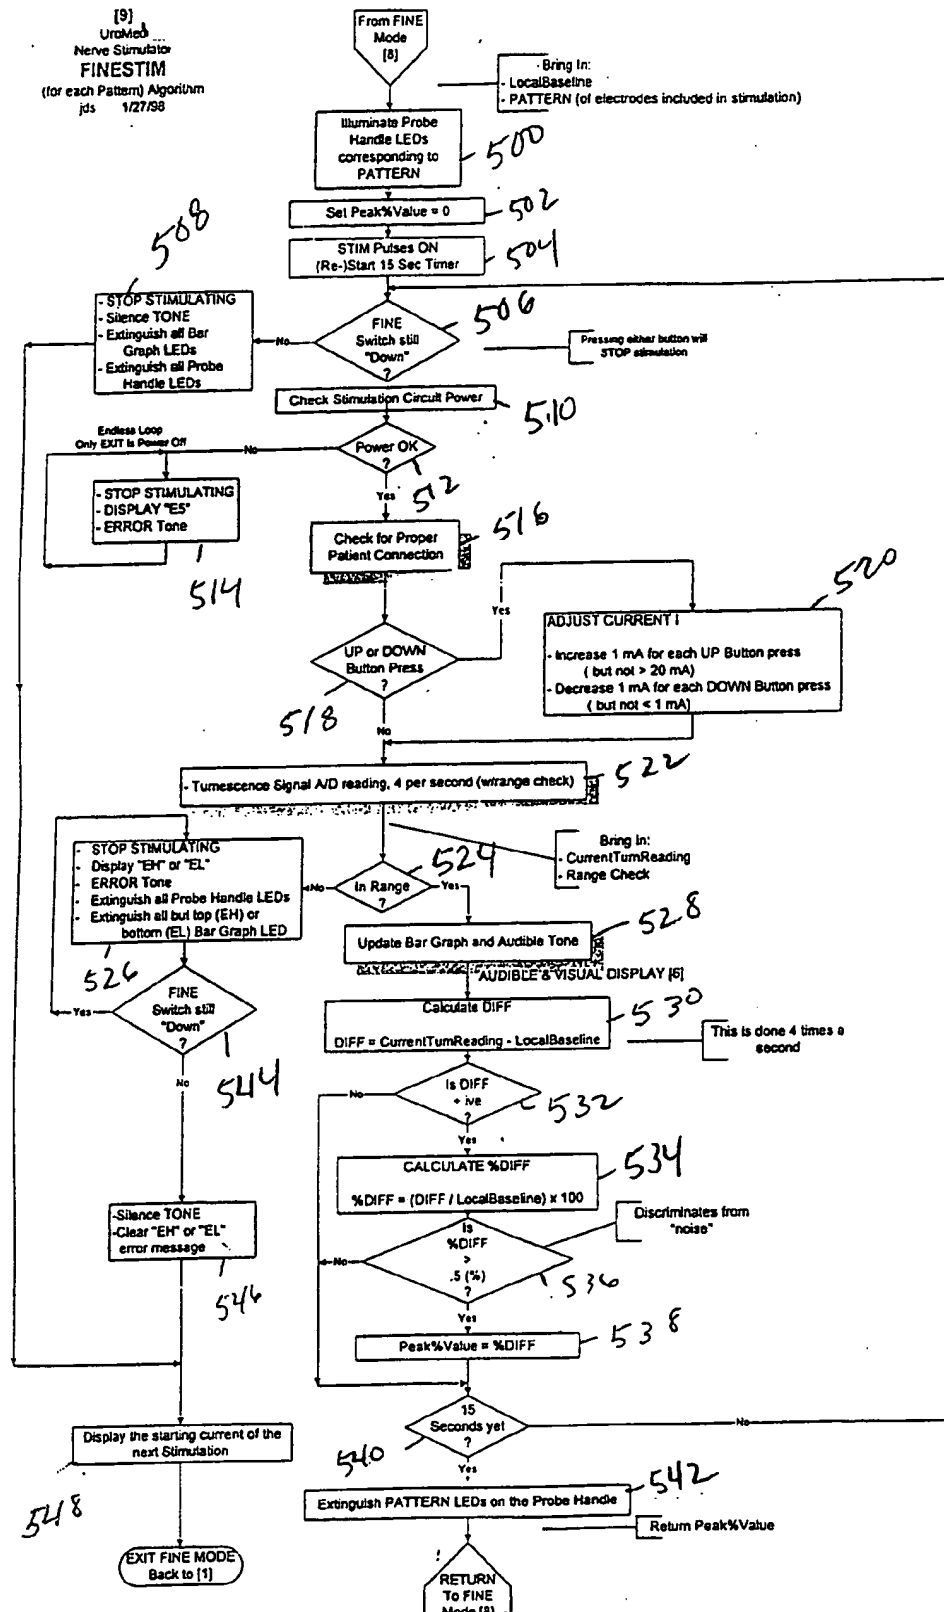 [9]
UroMed
Nerve Stimulator
FINESTIM
(for each Pattern) Algorithm
jds 1/27/98
From FINE
Mode
[8]
Bring In:
- LocalBaseline
- PATTERN (of electrodes included in stimulation)
Illuminate Probe
Handle LEDs
corresponding to
PATTERN
500
Set Peak%Value = 0
502
STIM Pulses ON
(Re-)Start 15 Sec Timer
504
508
- STOP STIMULATING
- Silence TONE
- Extinguish all Bar
Graph LEDs
- Extinguish all Probe
Handle LEDs
No
FINE
Switch still
"Down"
?
506
Pressing either button will
STOP stimulation
Check Stimulation Circuit Power
510
Endless Loop
Only EXIT is Power Off
No
Power OK
?
512
Yes
- STOP STIMULATING
- DISPLAY "E5"
- ERROR Tone
514
Check for Proper
Patient Connection
516
UP or DOWN
Button Press
?
518
Yes
No
520
ADJUST CURRENT I
- Increase 1 mA for each UP Button press
( but not > 20 mA)
- Decrease 1 mA for each DOWN Button press
( but not < 1 mA)
- Tumescence Signal A/D reading, 4 per second (w/range check)
522
Bring In:
- CurrentTumReading
- Range Check
- STOP STIMULATING
- Display "EH" or "EL"
- ERROR Tone
- Extinguish all Probe Handle LEDs
- Extinguish all but top (EH) or
bottom (EL) Bar Graph LED
526
No
In Range
?
524
Yes
Update Bar Graph and Audible Tone
528
AUDIBLE & VISUAL DISPLAY [6]
Yes
FINE
Switch still
"Down"
?
544
No
Calculate DIFF
DIFF = CurrentTumReading - LocalBaseline
530
This is done 4 times a
second
No
Is DIFF
+ ive
?
532
Yes
CALCULATE %DIFF
%DIFF = (DIFF / LocalBaseline) x 100
534
-Silence TONE
-Clear "EH" or "EL"
error message
546
No
Is
%DIFF
>
.5 (%)
?
536
Discriminates from
"noise"
Yes
Peak%Value = %DIFF
538
15
Seconds yet
?
540
No
Yes
Display the starting current of the
next Stimulation
548
Extinguish PATTERN LEDs on the Probe Handle
542
Return Peak%Value
EXIT FINE MODE
Back to [1]
RETURN
To FINE
Mode [8]